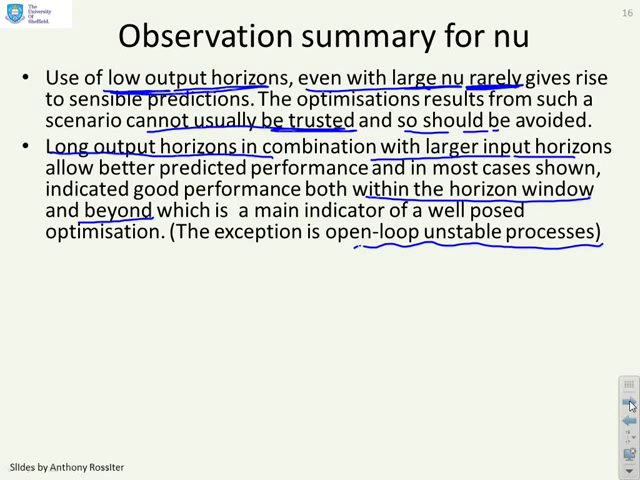 The
University
Of
Sheffield.
16
Observation summary for nu
• Use of low output horizons, even with large nu rarely gives rise
to sensible predictions. The optimisations results from such a
scenario cannot usually be trusted and so should be avoided.
• Long output horizons in combination with larger input horizons
allow better predicted performance and in most cases shown,
indicated good performance both within the horizon window
and beyond which is a main indicator of a well posed
optimisation. (The exception is open-loop unstable processes)
Slides by Anthony Rossiter